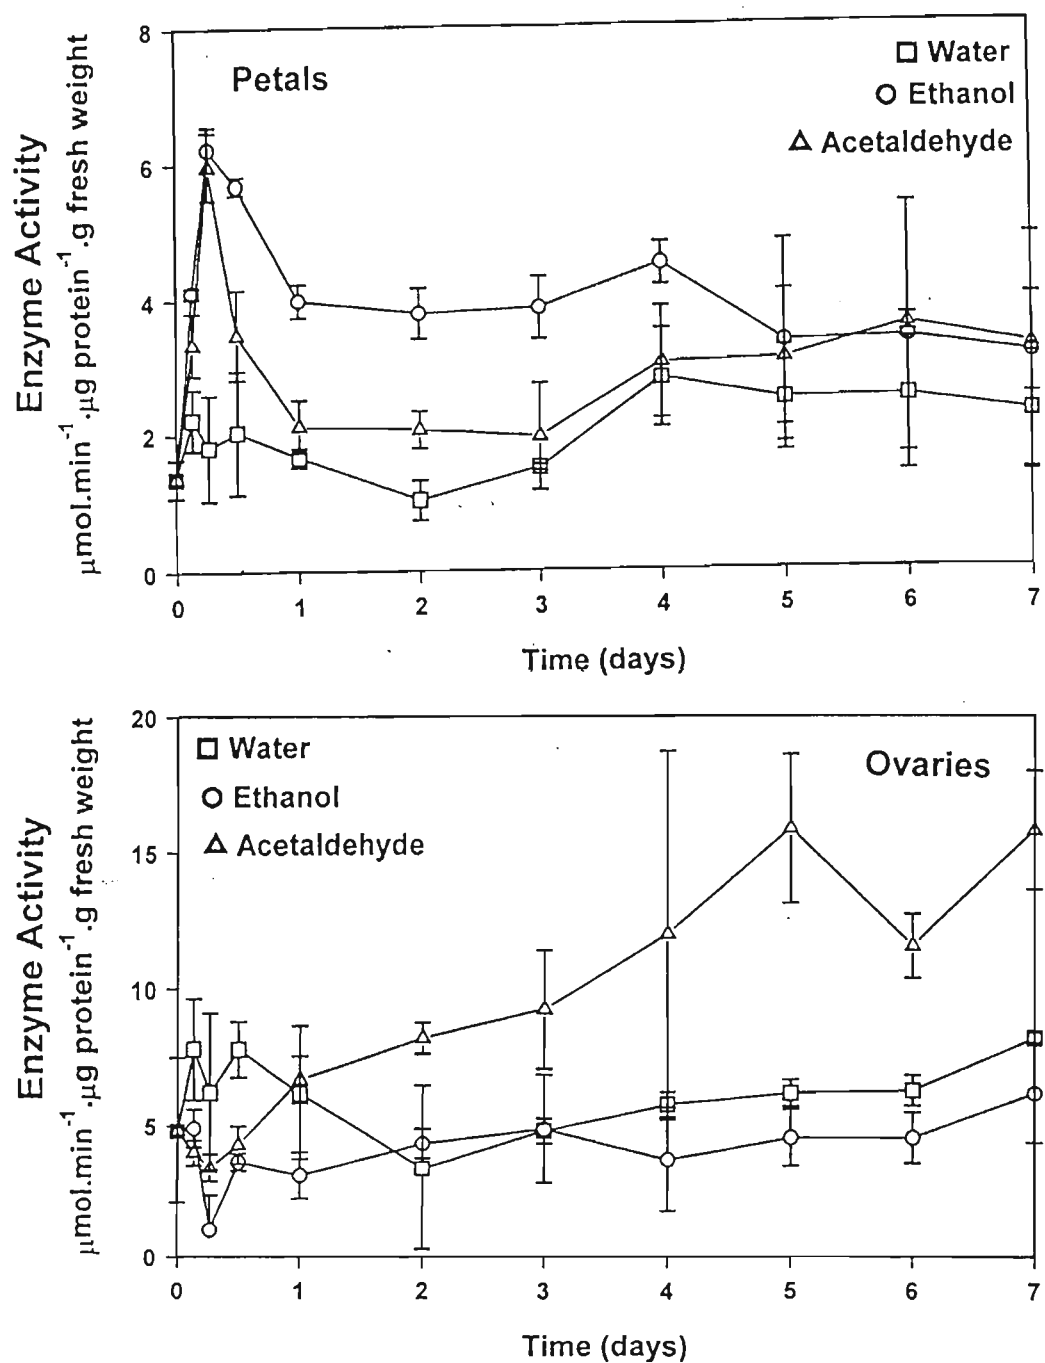 8
Petals
Water
Ethanol
Acetaldehyde
Enzyme Activity
μmol.min⁻¹.μg protein⁻¹.g fresh weight
6
4
2
0
0 1 2 3 4 5 6 7
Time (days)
20
Water
Ethanol
Acetaldehyde
Ovaries
Enzyme Activity
μmol.min⁻¹.μg protein⁻¹.g fresh weight
15
10
5
0
0 1 2 3 4 5 6 7
Time (days)